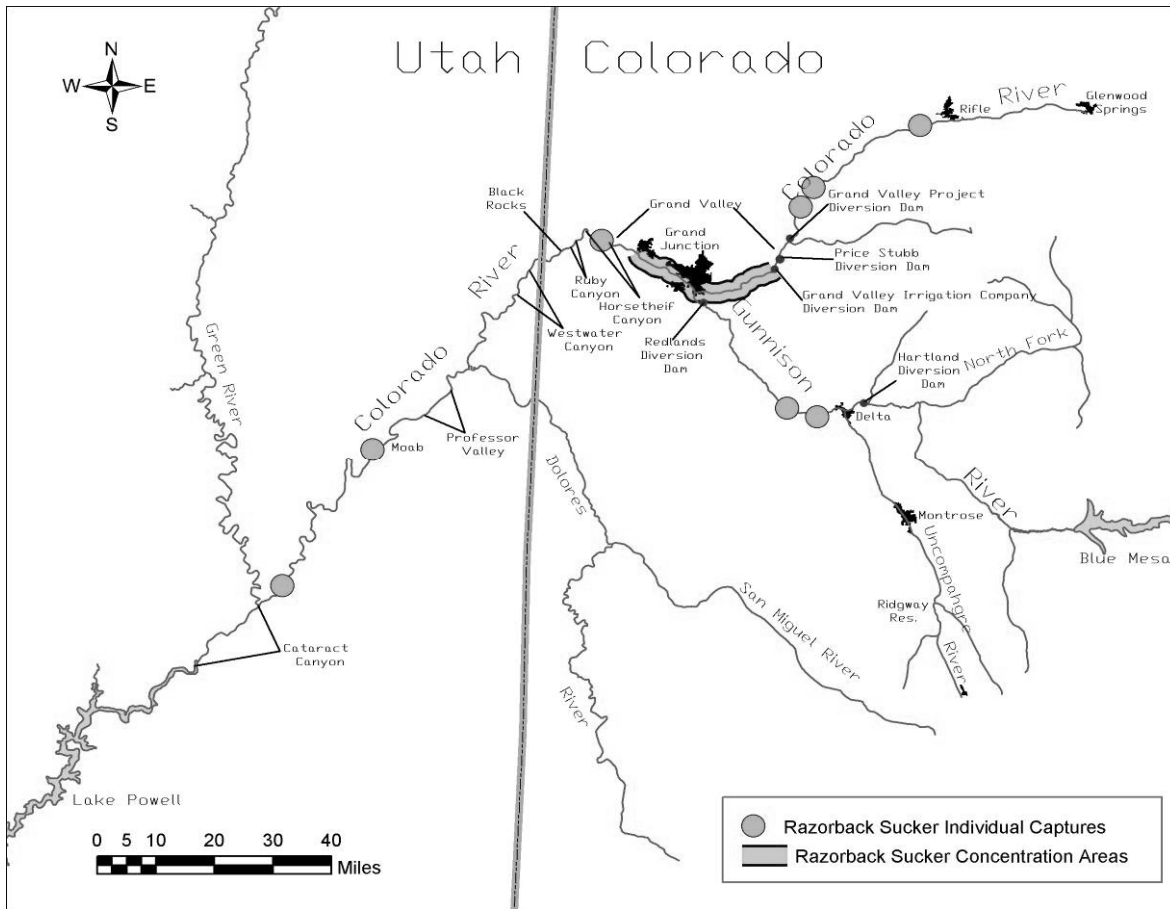 Utah
Colorado
N
W
E
S
Glenwood
Springs
Rifle
River
Colorado
Black
Rocks
Grand Valley
Grand Valley Project
Diversion Dam
Grand
Junction
Price Stubb
Diversion Dam
Ruby
Canyon
Horsetheif
Canyon
Grand Valley Irrigation Company
Diversion Dam
River
Westwater
Canyon
Redlands
Diversion
Dam
Gunnison
Hartland
Diversion
Dam
North Fork
Green River
Colorado
Delta
Professor
Valley
Moab
Dolores
River
Montrose
Blue Mesa
Uncompahgre
San Miguel River
Ridgway
Res.
River
Cataract
Canyon
River
Lake Powell
0 5 10 20 30 40
Miles
Razorback Sucker Individual Captures
Razorback Sucker Concentration Areas